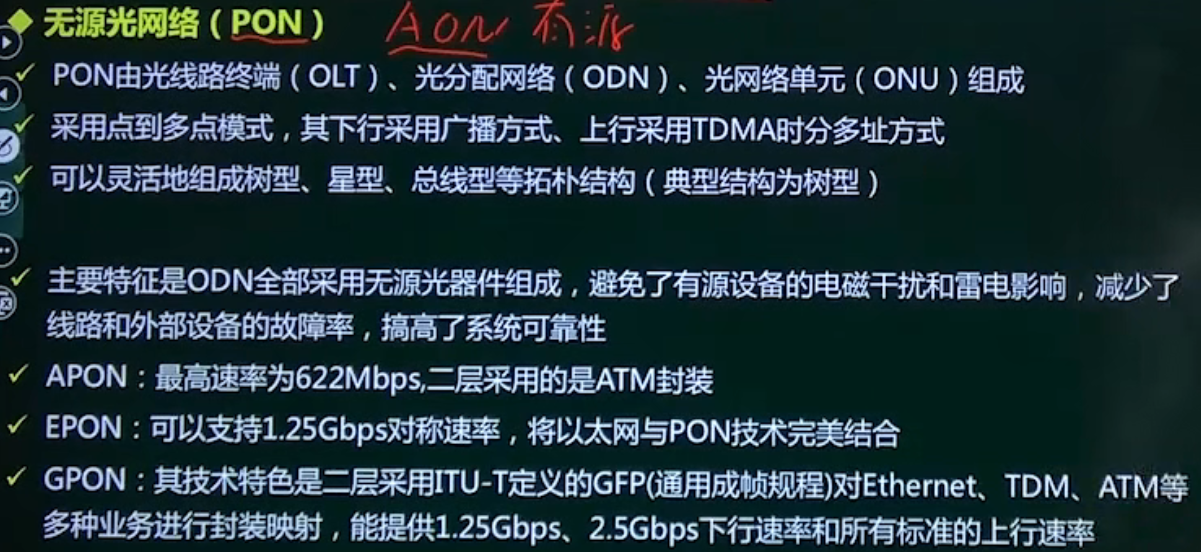 无源光网络（PON） AON 有源
PON由光线路终端（OLT）、光分配网络（ODN）、光网络单元（ONU）组成
采用点到多点模式，其下行采用广播方式、上行采用TDMA时分多址方式
可以灵活地组成树型、星型、总线型等拓朴结构（典型结构为树型）
主要特征是ODN全部采用无源光器件组成，避免了有源设备的电磁干扰和雷电影响，减少了
线路和外部设备的故障率，搞高了系统可靠性
APON：最高速率为622Mbps,二层采用的是ATM封装
EPON：可以支持1.25Gbps对称速率，将以太网与PON技术完美结合
GPON：其技术特色是二层采用ITU-T定义的GFP(通用成帧规程)对Ethernet、TDM、ATM等
多种业务进行封装映射，能提供1.25Gbps、2.5Gbps下行速率和所有标准的上行速率